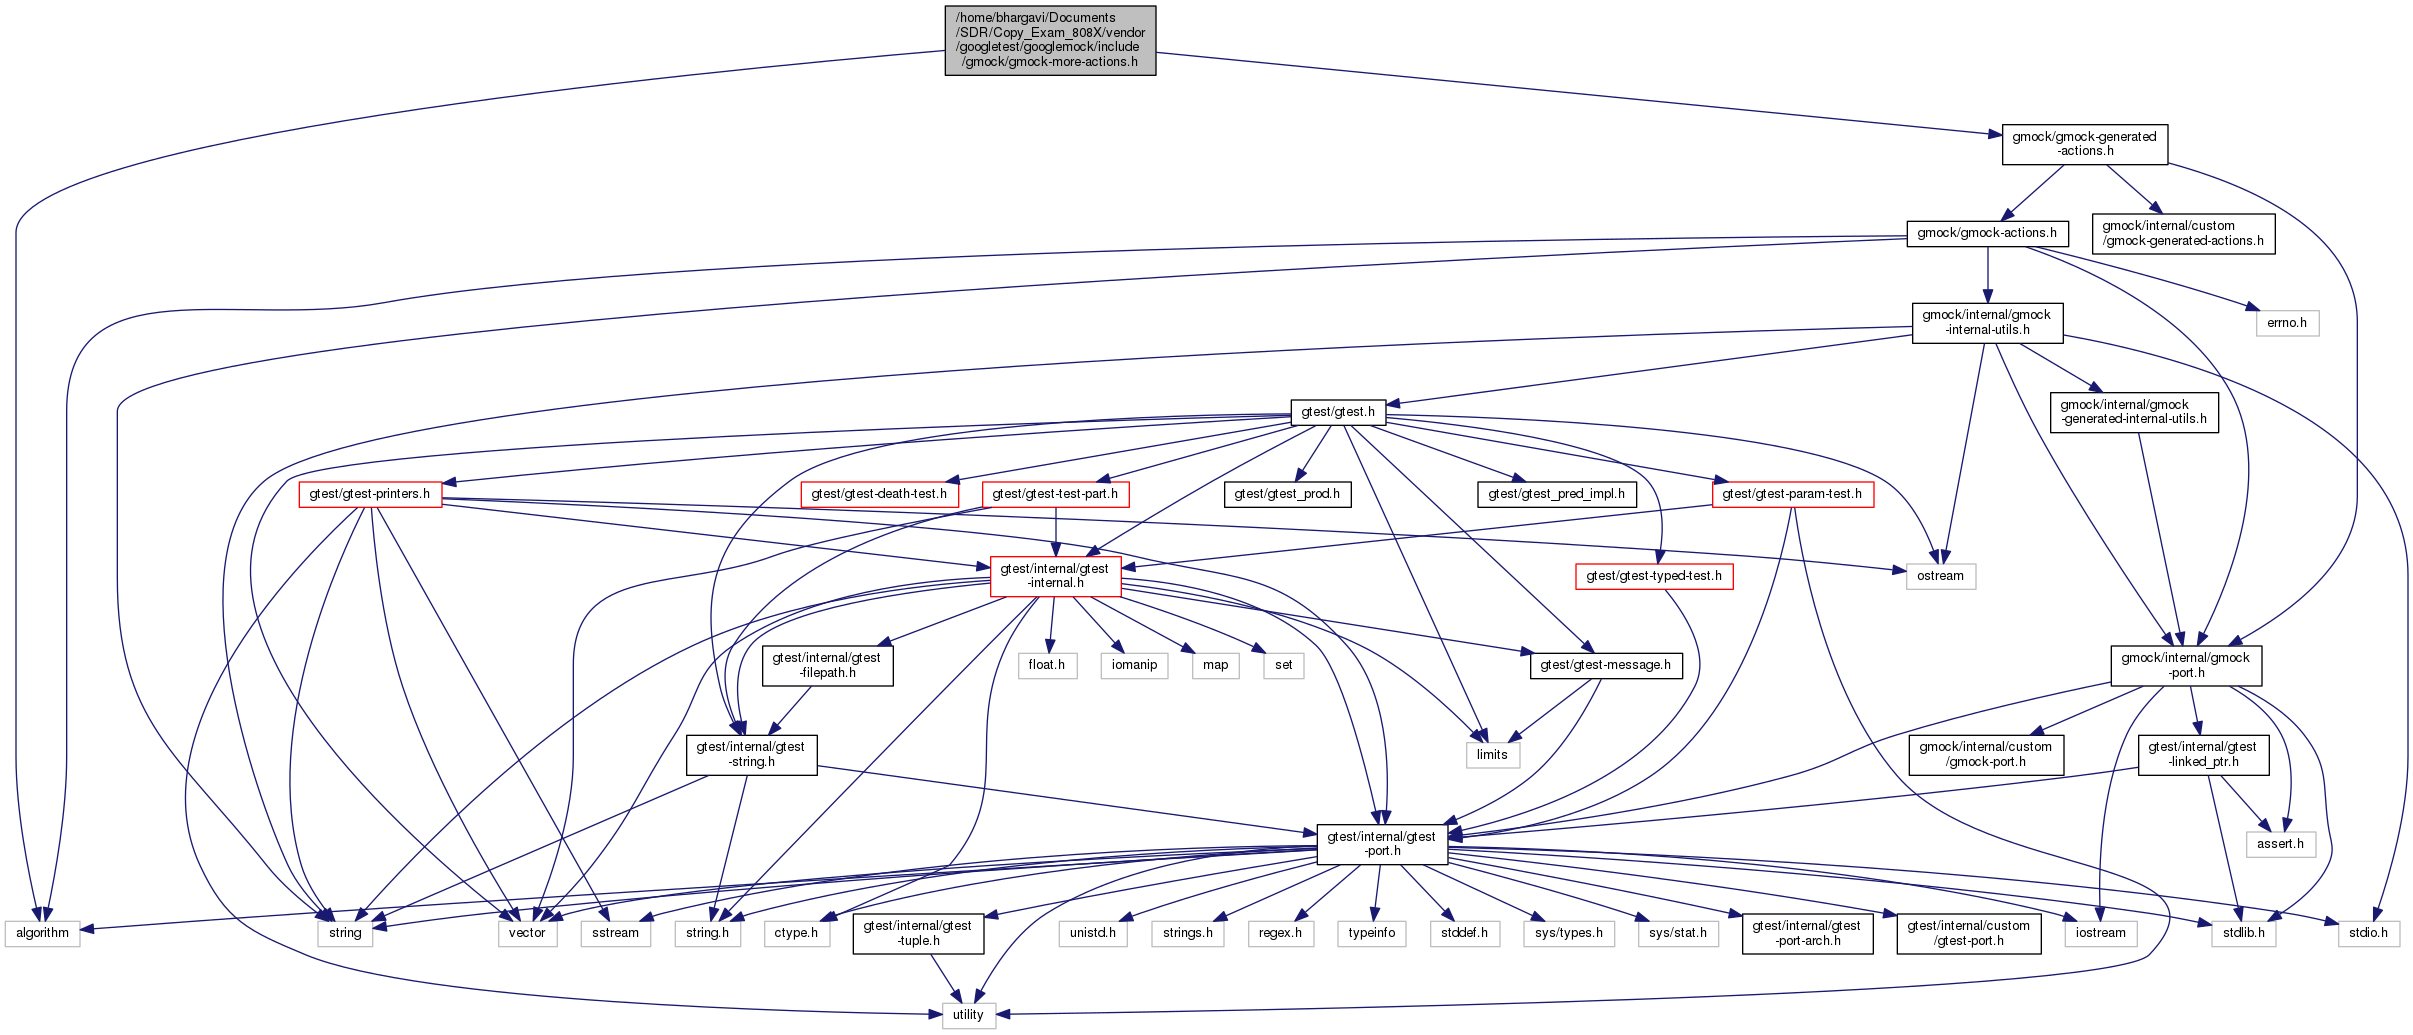 /home/bhargavi/Documents
/SDR/Copy_Exam_808X/vendor
/googletest/googlemock/include
/gmock/gmock-more-actions.h
gmock/gmock-generated
-actions.h
gmock/gmock-actions.h
gmock/internal/custom
/gmock-generated-actions.h
gmock/internal/gmock
-internal-utils.h
errno.h
gtest/gtest.h
gmock/internal/gmock
-generated-internal-utils.h
gtest/gtest-printers.h
gtest/gtest-death-test.h
gtest/gtest-test-part.h
gtest/gtest_prod.h
gtest/gtest_pred_impl.h
gtest/gtest-param-test.h
gtest/internal/gtest
-internal.h
gtest/gtest-typed-test.h
ostream
gtest/internal/gtest
-filepath.h
float.h
iomanip
map
set
gtest/gtest-message.h
gmock/internal/gmock
-port.h
gtest/internal/gtest
-string.h
limits
gmock/internal/custom
/gmock-port.h
gtest/internal/gtest
-linked_ptr.h
gtest/internal/gtest
-port.h
assert.h
algorithm
string
vector
sstream
string.h
ctype.h
gtest/internal/gtest
-tuple.h
unistd.h
strings.h
regex.h
typeinfo
stddef.h
sys/types.h
sys/stat.h
gtest/internal/gtest
-port-arch.h
gtest/internal/custom
/gtest-port.h
iostream
stdlib.h
stdio.h
utility